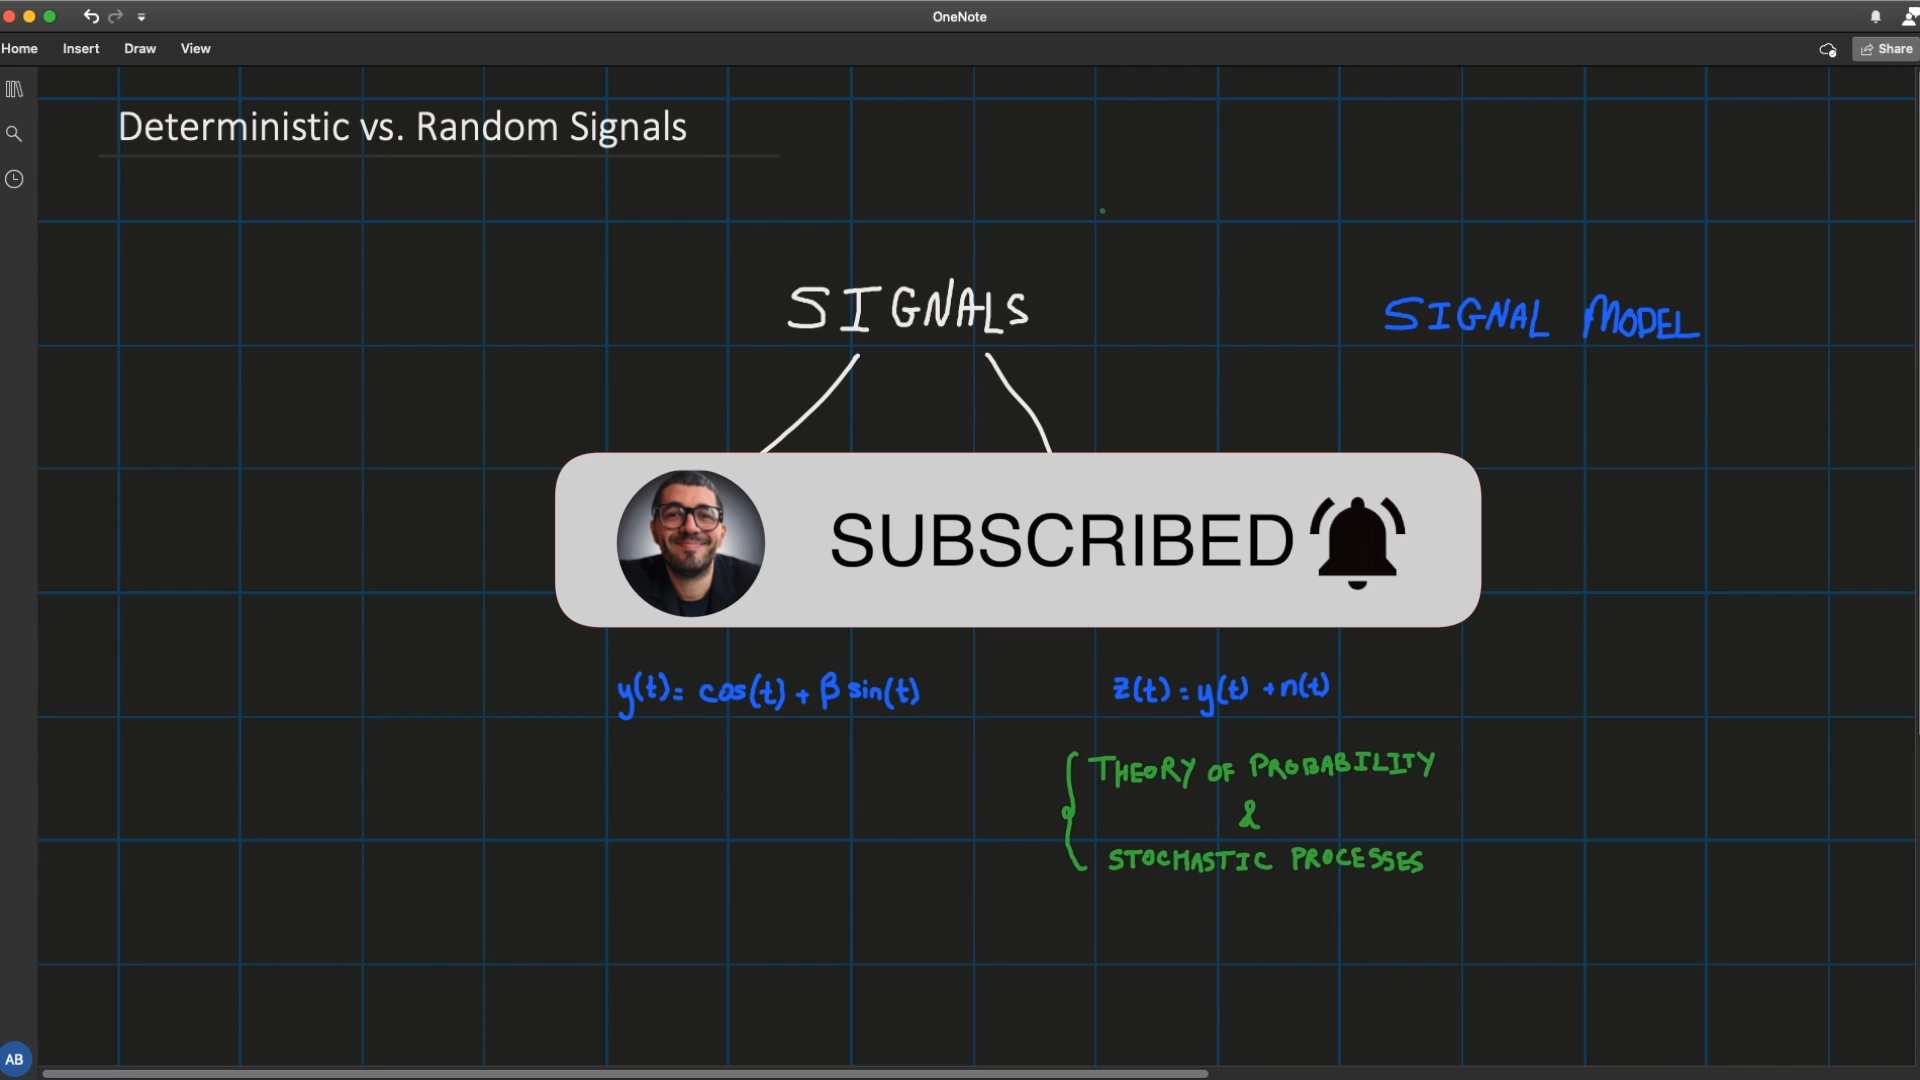 OneNote
Home Insert Draw View
Share
Deterministic vs. Random Signals
SIGNALS
SIGNAL MODEL
SUBSCRIBED
y(t)= cos(t) + β sin(t)
z(t) = y(t) + n(t)
THEORY OF PROBABILITY
&
STOCHASTIC PROCESSES
AB